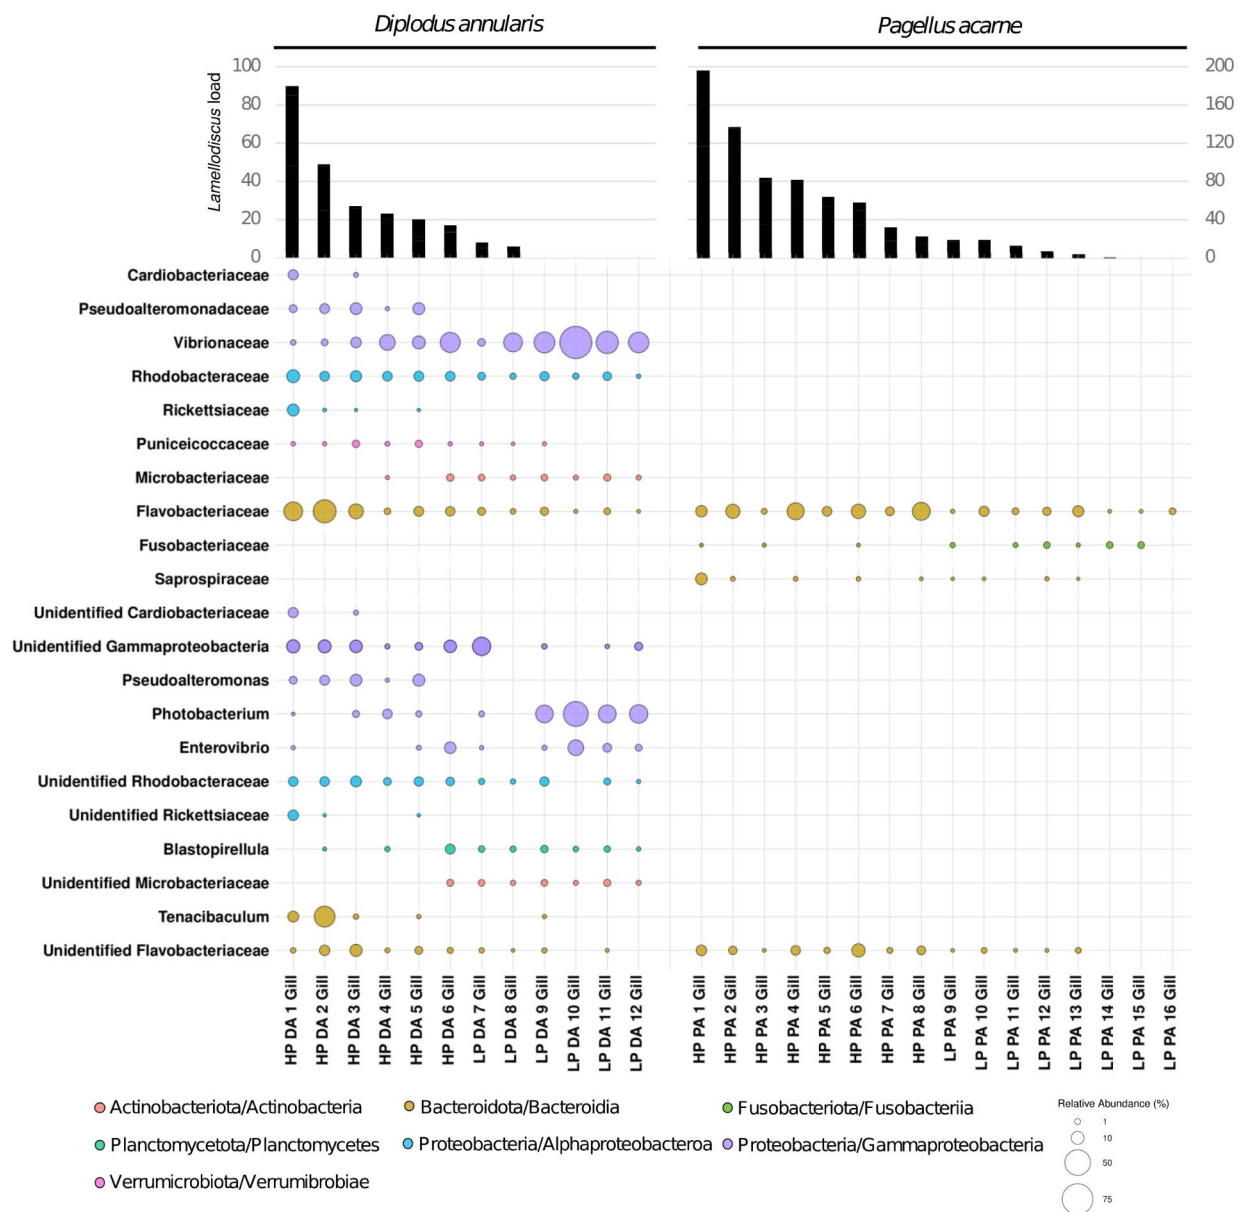 Diplodus annularis
Pagellus acarne
Lamellodiscus load
100
80
60
40
20
0
200
160
120
80
40
0
Cardiobacteriaceae
Pseudoalteromonadaceae
Vibrionaceae
Rhodobacteraceae
Rickettsiaceae
Puniceicoccaceae
Microbacteriaceae
Flavobacteriaceae
Fusobacteriaceae
Saprospiraceae
Unidentified Cardiobacteriaceae
Unidentified Gammaproteobacteria
Pseudoalteromonas
Photobacterium
Enterovibrio
Unidentified Rhodobacteraceae
Unidentified Rickettsiaceae
Blastopirellula
Unidentified Microbacteriaceae
Tenacibaculum
Unidentified Flavobacteriaceae
HP DA 1 Gill
HP DA 2 Gill
HP DA 3 Gill
HP DA 4 Gill
HP DA 5 Gill
HP DA 6 Gill
LP DA 7 Gill
LP DA 8 Gill
LP DA 9 Gill
LP DA 10 Gill
LP DA 11 Gill
LP DA 12 Gill
HP PA 1 Gill
HP PA 2 Gill
HP PA 3 Gill
HP PA 4 Gill
HP PA 5 Gill
HP PA 6 Gill
HP PA 7 Gill
HP PA 8 Gill
LP PA 9 Gill
LP PA 10 Gill
LP PA 11 Gill
LP PA 12 Gill
LP PA 13 Gill
LP PA 14 Gill
LP PA 15 Gill
LP PA 16 Gill
Actinobacteriota/Actinobacteria
Bacteroidota/Bacteroidia
Fusobacteriota/Fusobacteriia
Planctomycetota/Planctomycetes
Proteobacteria/Alphaproteobacteroa
Proteobacteria/Gammaproteobacteria
Verrumicrobiota/Verrumibrobiae
Relative Abundance (%)
1
10
50
75